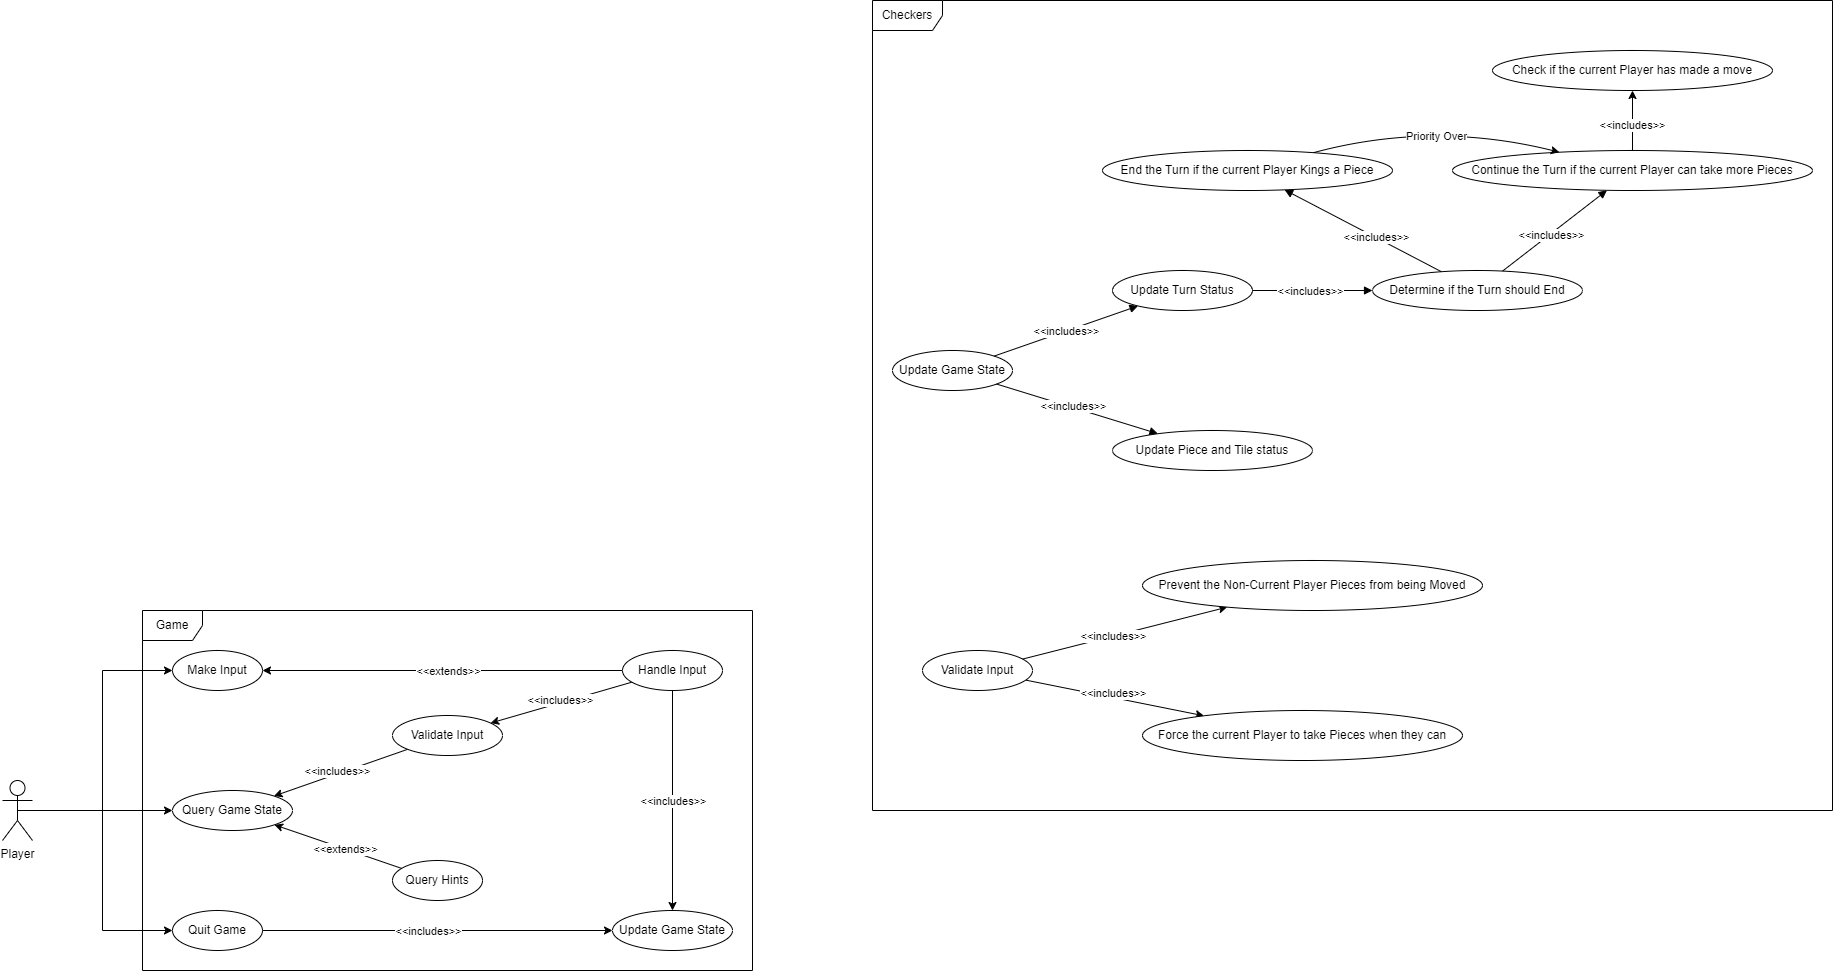 Checkers
Check if the current Player has made a move
<<includes>>
Priority Over
End the Turn if the current Player Kings a Piece
Continue the Turn if the current Player can take more Pieces
<<includes>>
<<includes>>
Update Turn Status
<<includes>>
Determine if the Turn should End
<<includes>>
Update Game State
<<includes>>
Update Piece and Tile status
Prevent the Non-Current Player Pieces from being Moved
<<includes>>
Validate Input
<<includes>>
Force the current Player to take Pieces when they can
Game
Make Input
<<extends>>
Handle Input
<<includes>>
Validate Input
<<includes>>
Query Game State
<<includes>>
Player
<<extends>>
Query Hints
Quit Game
<<includes>>
Update Game State